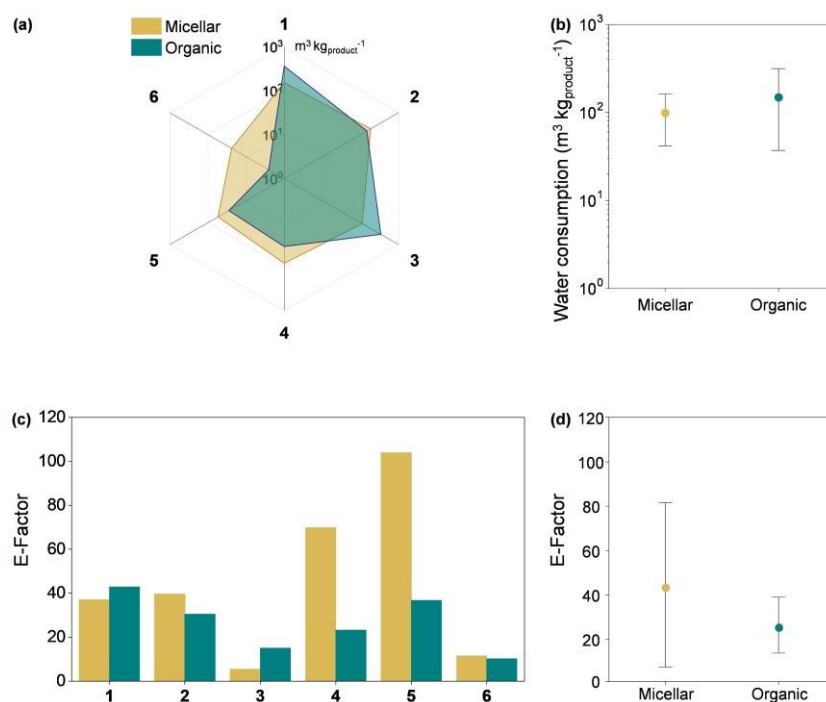 (a)
Micellar
Organic
1
10³ m³ kgproduct⁻¹
10²
10¹
10⁰
2
3
4
5
6
(b)
Water consumption (m³ kgproduct⁻¹)
10³
10²
10¹
10⁰
Micellar Organic
(c)
E-Factor
120
100
80
60
40
20
0
1 2 3 4 5 6
(d)
E-Factor
120
100
80
60
40
20
0
Micellar Organic